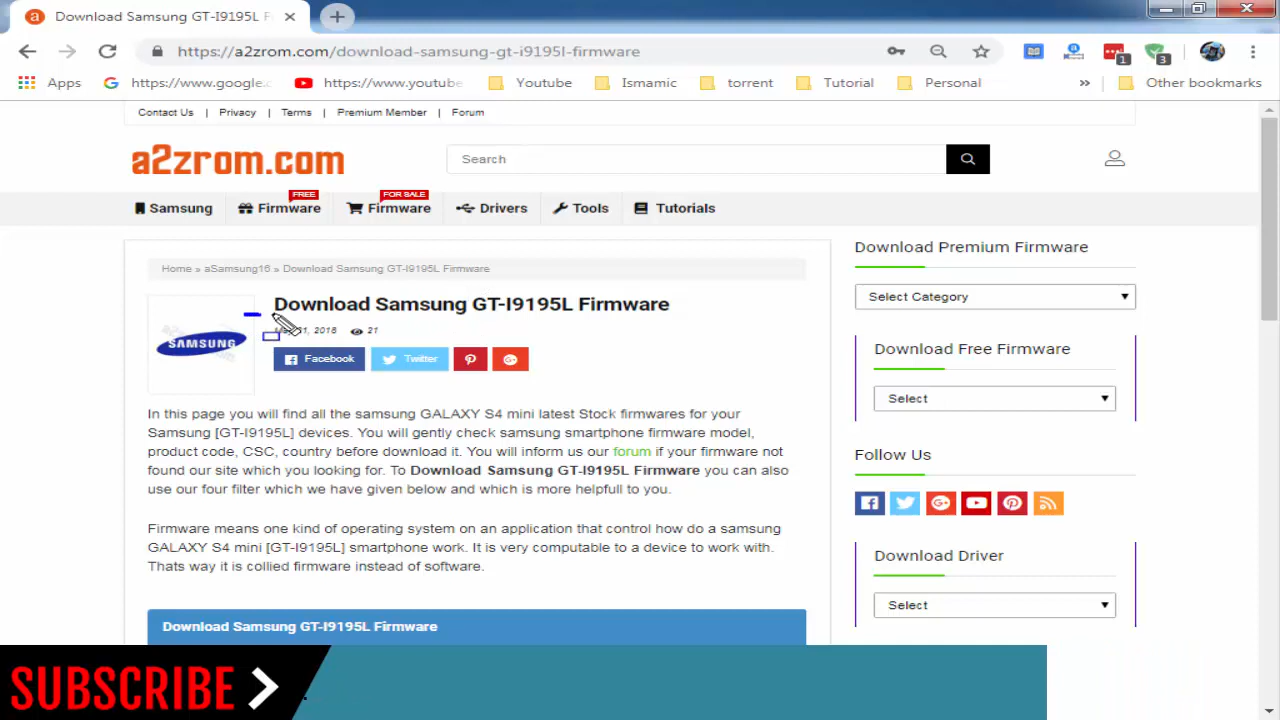 Download Samsung GT-I9195L F
https://a2zrom.com/download-samsung-gt-i9195l-firmware
1
3
Apps
https://www.google.
https://www.youtube
Youtube
Ismamic
torrent
Tutorial
Personal
Other bookmarks
Contact Us
Privacy
Terms
Premium Member
Forum
a2zrom.com
Search
Samsung
FREE
Firmware
FOR SALE
Firmware
Drivers
Tools
Tutorials
Home » aSamsung16 » Download Samsung GT-I9195L Firmware
SAMSUNG
Download Samsung GT-I9195L Firmware
2018
21
Facebook
Twitter
In this page you will find all the samsung GALAXY S4 mini latest Stock firmwares for your
Samsung [GT-I9195L] devices. You will gently check samsung smartphone firmware model,
product code, CSC, country before download it. You will inform us our forum if your firmware not
found our site which you looking for. To Download Samsung GT-I9195L Firmware you can also
use our four filter which we have given below and which is more helpfull to you.
Firmware means one kind of operating system on an application that control how do a samsung
GALAXY S4 mini [GT-I9195L] smartphone work. It is very computable to a device to work with.
Thats way it is collied firmware instead of software.
Download Samsung GT-I9195L Firmware
Download Premium Firmware
Select Category
Download Free Firmware
Select
Follow Us
Download Driver
Select
SUBSCRIBE